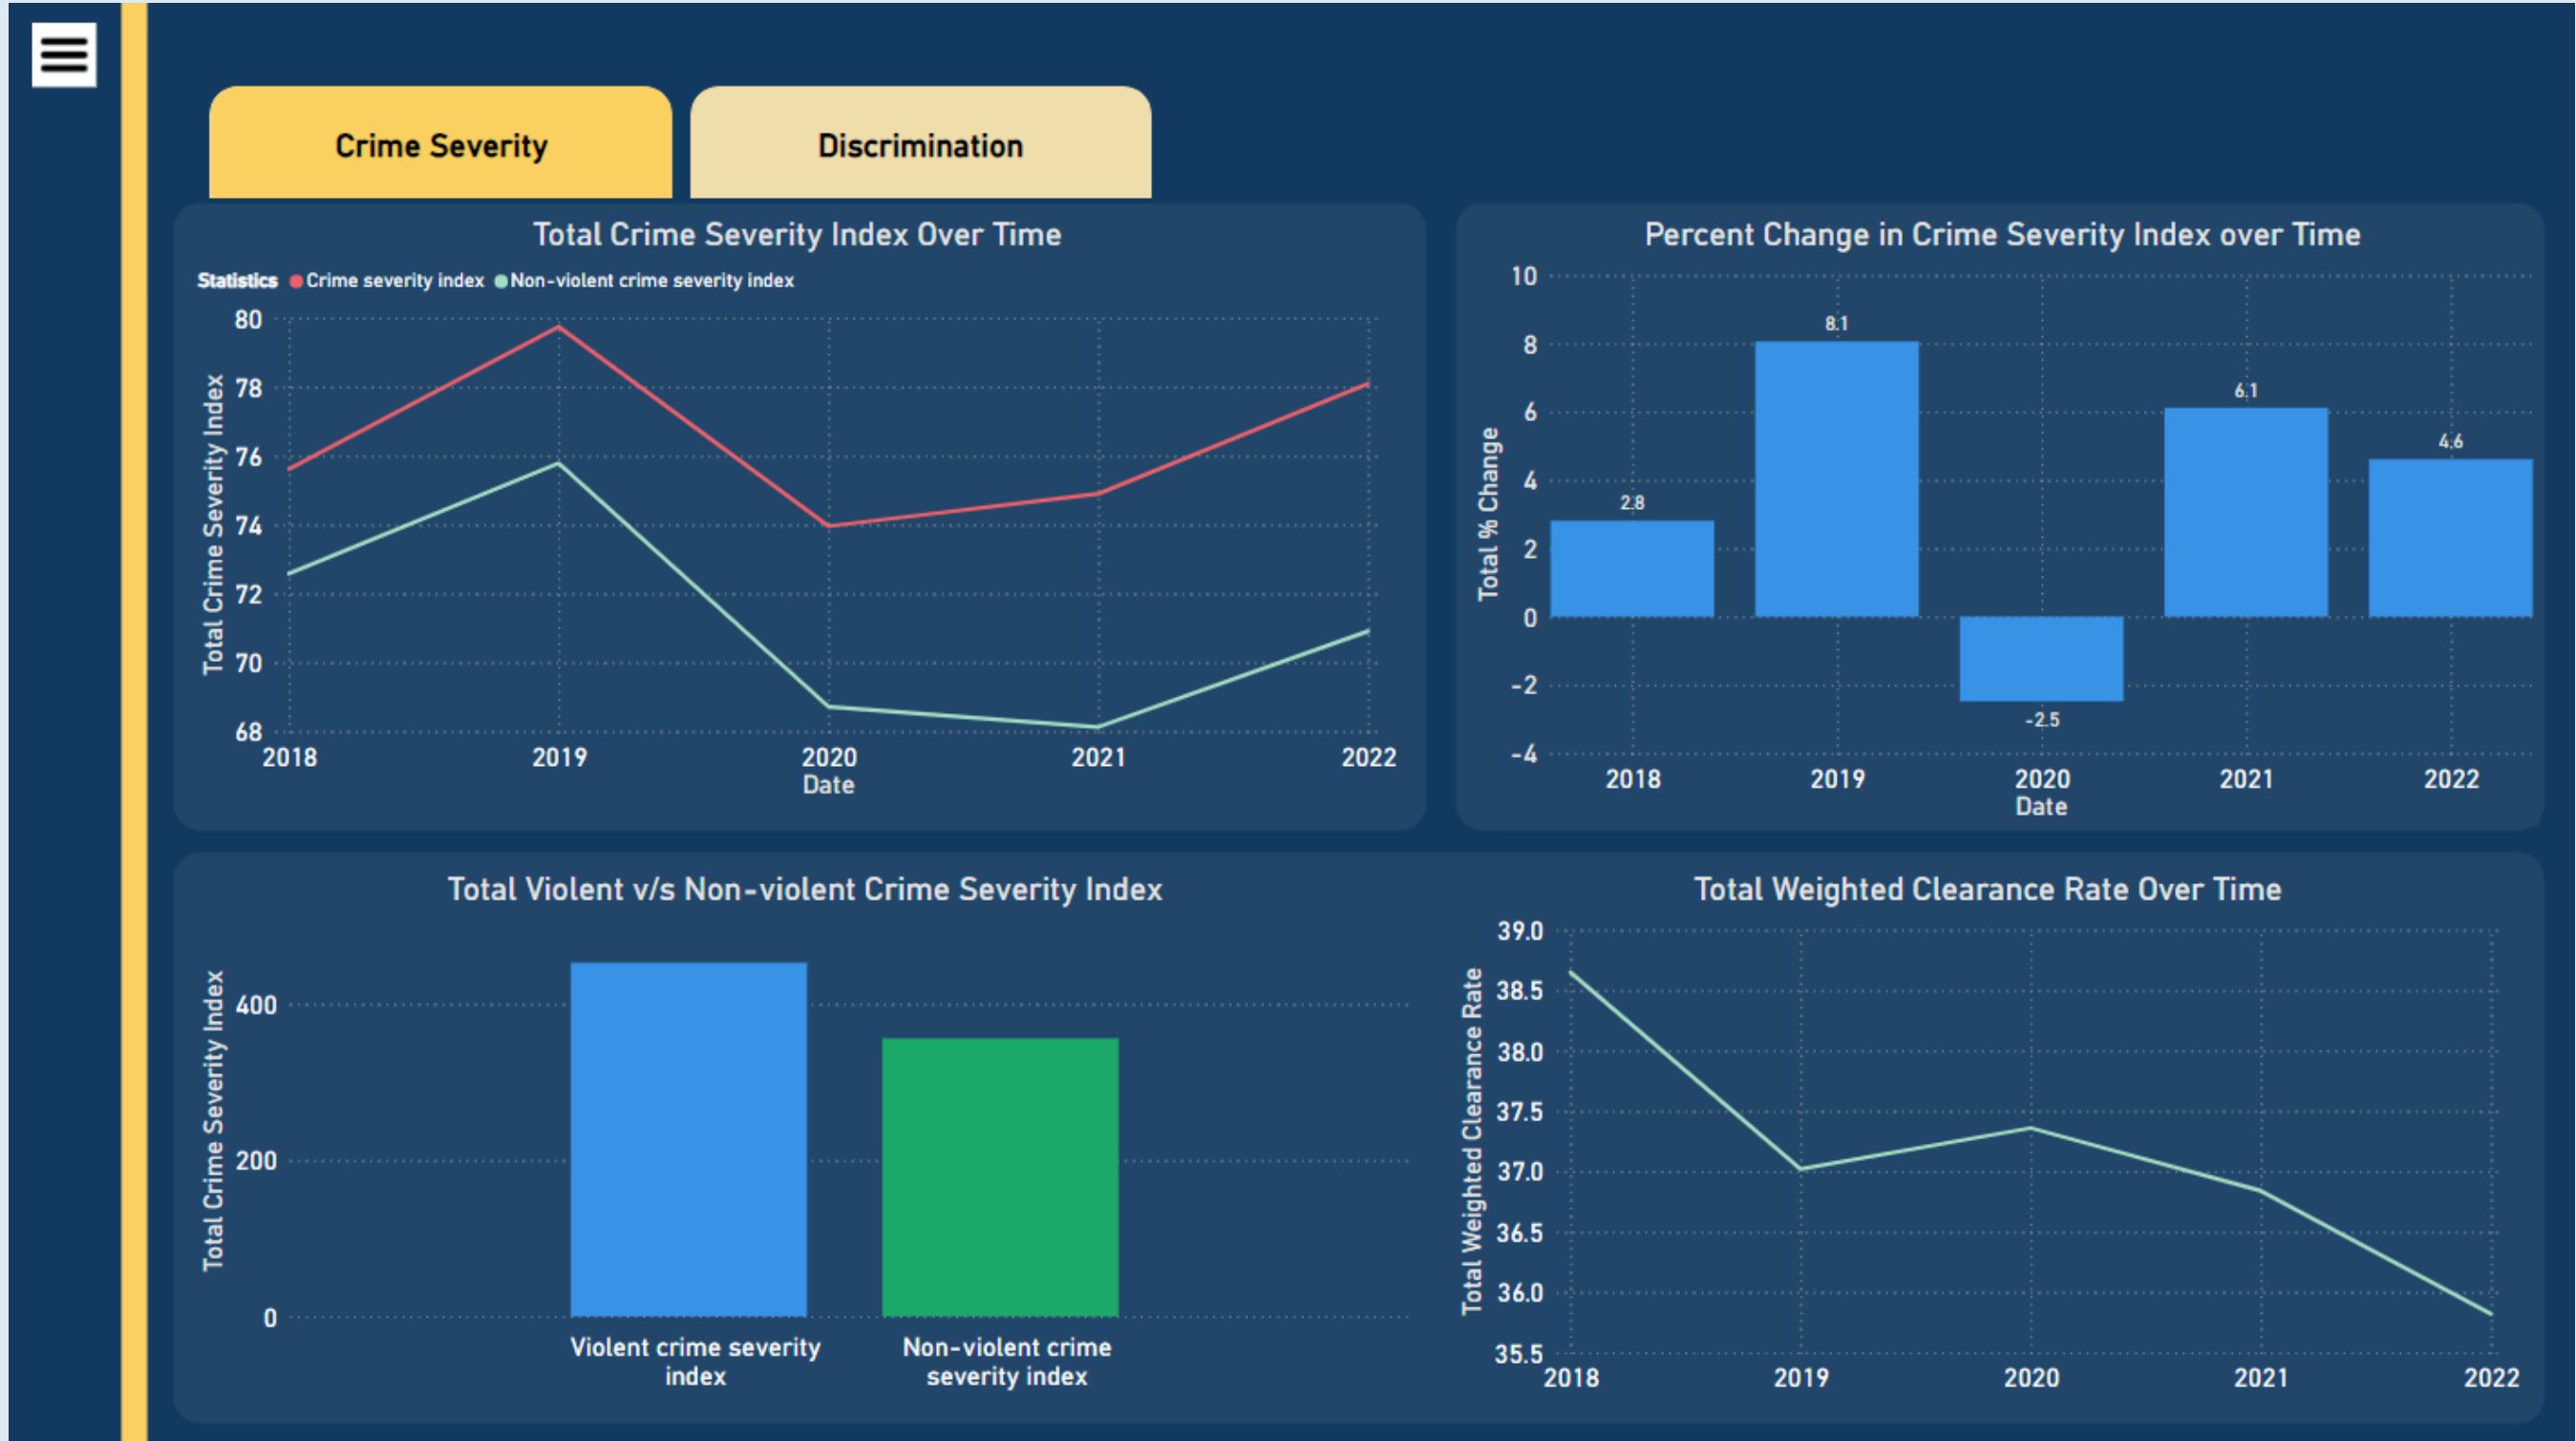 Crime Severity
Discrimination
Total Crime Severity Index Over Time
Statistics Crime severity index Non-violent crime severity index
Total Crime Severity Index
80
78
76
74
72
70
68
2018 2019 2020 2021 2022
Date
Percent Change in Crime Severity Index over Time
Total % Change
10
8
6
4
2
0
-2
-4
2.8
8.1
-2.5
6.1
4.6
2018 2019 2020 2021 2022
Date
Total Violent v/s Non-violent Crime Severity Index
Total Crime Severity Index
400
200
0
Violent crime severity
index
Non-violent crime
severity index
Total Weighted Clearance Rate Over Time
Total Weighted Clearance Rate
39.0
38.5
38.0
37.5
37.0
36.5
36.0
35.5
2018 2019 2020 2021 2022